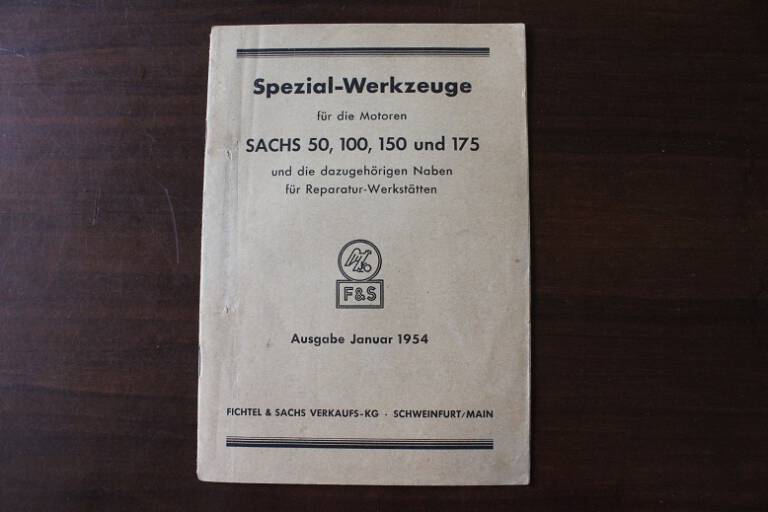 Spezial-Werkzeuge
für die Motoren
SACHS 50, 100, 150 und 175
und die dazugehörigen Naben
für Reparatur-Werkstätten
F&S
Ausgabe Januar 1954
FICHTEL & SACHS VERKAUFS-KG · SCHWEINFURT/MAIN